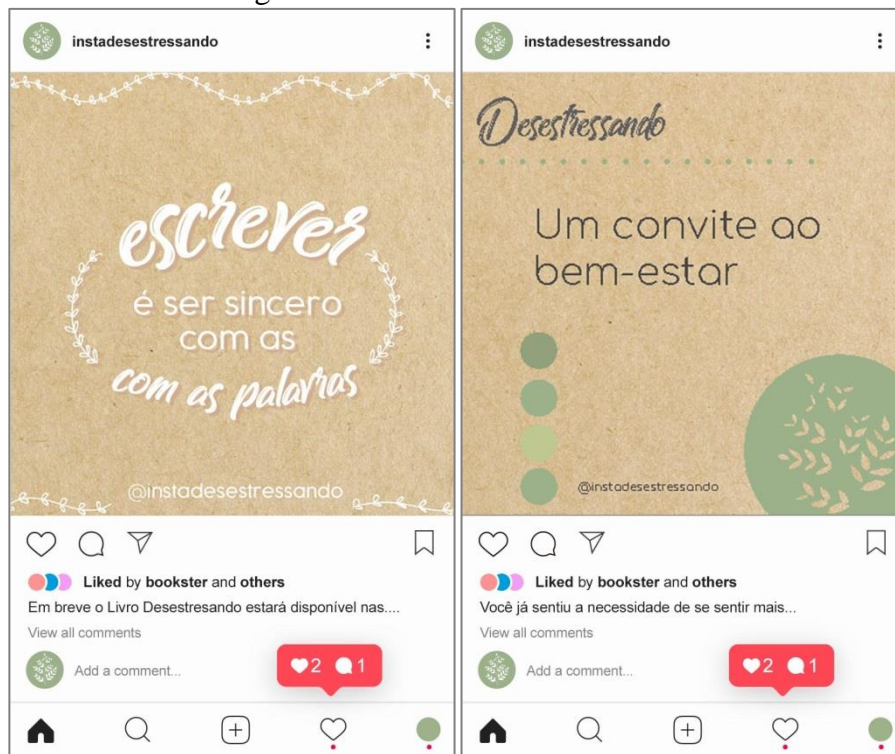 instadesestressando
escrever
é ser sincero
com as
com as palavras
@instadesestressando
Liked by bookster and others
Em breve o Livro Desestresando estará disponível nas....
View all comments
Add a comment...
2 1
instadesestressando
Desestressando
Um convite ao
bem-estar
@instadesestressando
Liked by bookster and others
Você já sentiu a necessidade de se sentir mais...
View all comments
Add a comment...
2 1